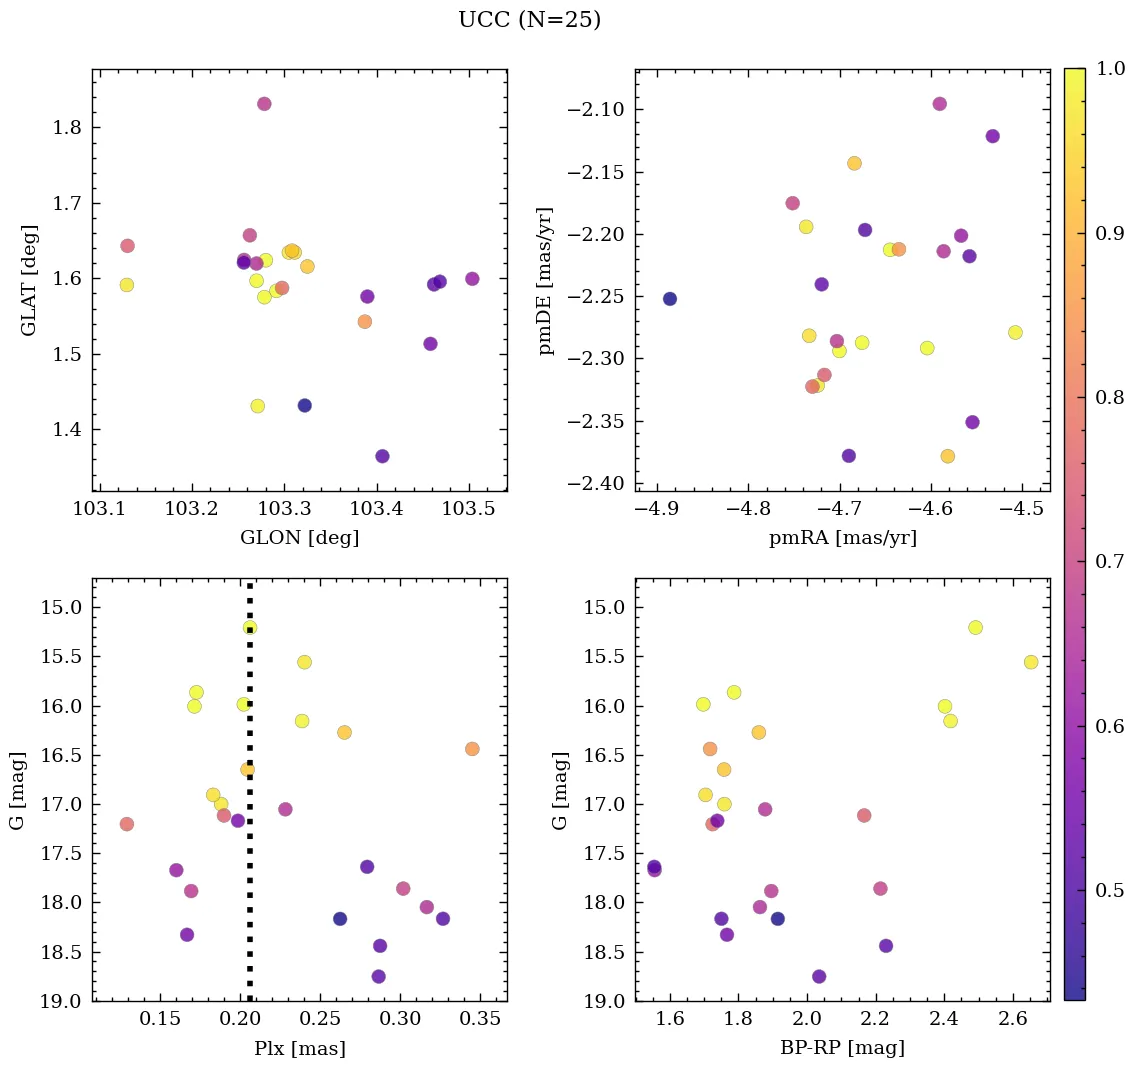 UCC (N=25)
1.8
1.7
1.6
1.5
1.4
GLAT [deg]
103.1 103.2 103.3 103.4 103.5
GLON [deg]
−2.10
−2.15
−2.20
−2.25
−2.30
−2.35
−2.40
pmDE [mas/yr]
−4.9 −4.8 −4.7 −4.6 −4.5
pmRA [mas/yr]
1.0
0.9
0.8
0.7
0.6
0.5
15.0
15.5
16.0
16.5
17.0
17.5
18.0
18.5
19.0
G [mag]
0.15 0.20 0.25 0.30 0.35
Plx [mas]
15.0
15.5
16.0
16.5
17.0
17.5
18.0
18.5
19.0
G [mag]
1.6 1.8 2.0 2.2 2.4 2.6
BP-RP [mag]